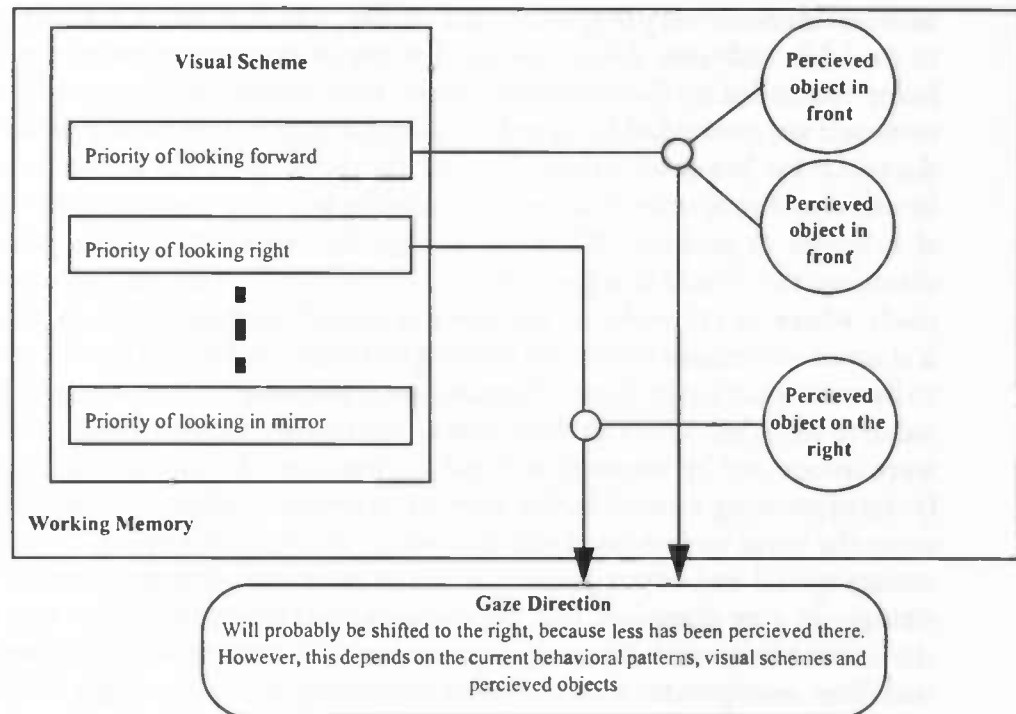 Visual Scheme
Priority of looking forward
Priority of looking right
Priority of looking in mirror
Working Memory
Percieved
object in
front
Percieved
object in
front
Percieved
object on the
right
Gaze Direction
Will probably be shifted to the right, because less has been percieved there.
However, this depends on the current behavioral patterns, visual schemes and
percieved objects